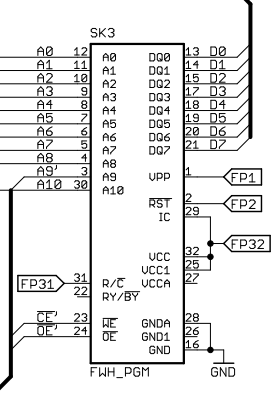 SK3
A0 12 A0 DQ0 13 D0
A1 11 A1 DQ1 14 D1
A2 10 A2 DQ2 15 D2
A3 9 A3 DQ3 17 D3
A4 8 A4 DQ4 18 D4
A5 7 A5 DQ5 19 D5
A6 6 A6 DQ6 20 D6
A7 5 A7 DQ7 21 D7
A8 4 A8
A9' 3 A9 VPP 1 FP1
A10 30 A10
RST 2 FP2
IC 29
FP32
VCC 32
VCC1 25
FP31 31 R/C VCCA 27
22 RY/BY
CE' 23 WE GNDA 28
OE' 24 OE GND1 26
GND 16
FWH_PGM GND